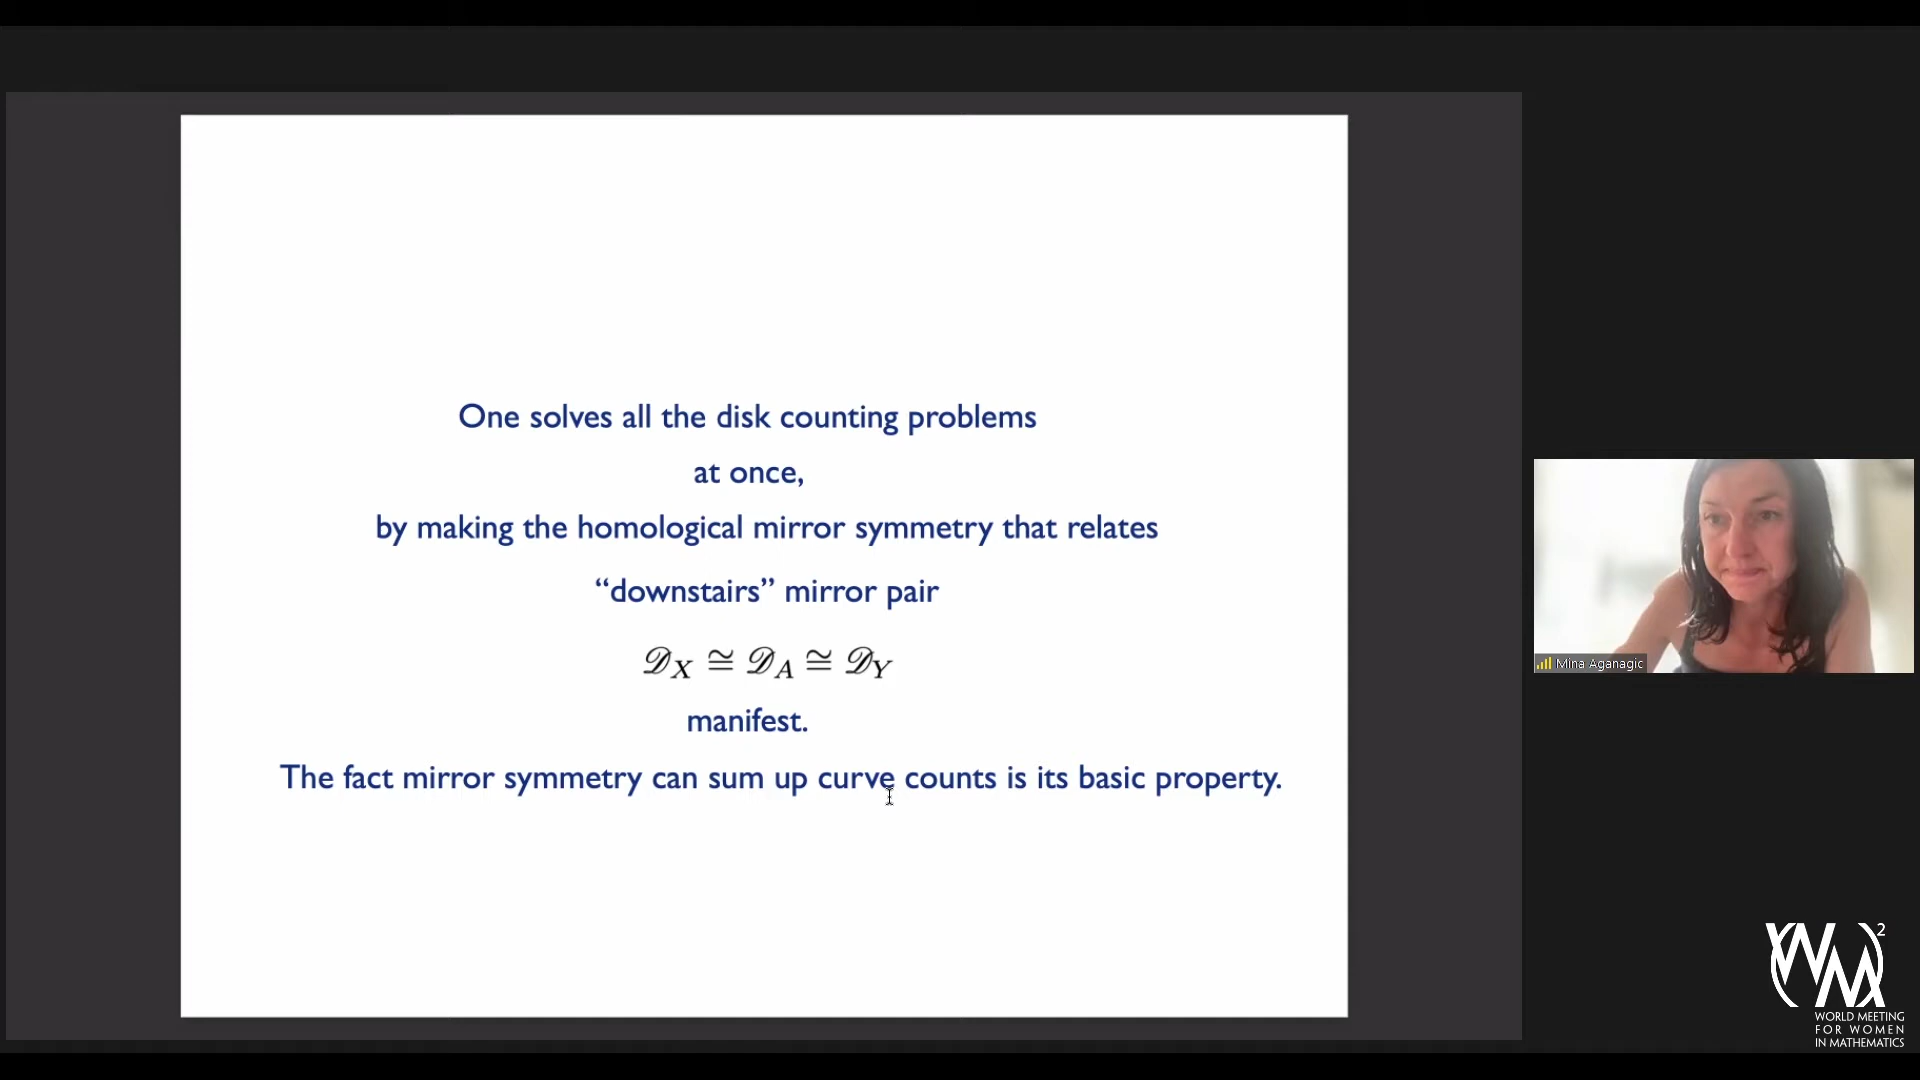 One solves all the disk counting problems
at once,
by making the homological mirror symmetry that relates
“downstairs” mirror pair
𝒟_X ≅ 𝒟_A ≅ 𝒟_Y
manifest.
The fact mirror symmetry can sum up curve counts is its basic property.
Mina Aganagic
WM)²
WORLD MEETING
FOR WOMEN
IN MATHEMATICS